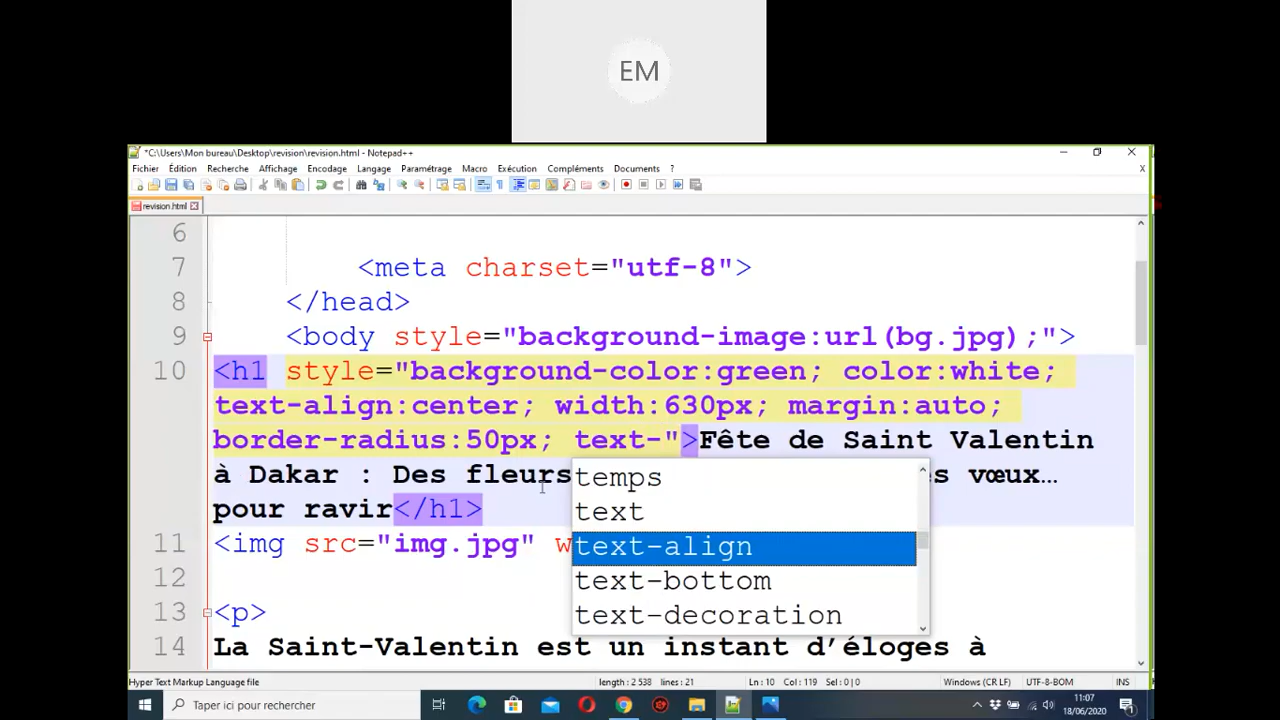 EM
*C:\Users\Mon bureau\Desktop\revision\revision.html - Notepad++
Fichier Édition Recherche Affichage Encodage Langage Paramétrage Macro Exécution Compléments Documents ? X
revision.html
6
7 <meta charset="utf-8">
8 </head>
9 <body style="background-image:url(bg.jpg);">
10 <h1 style="background-color:green; color:white;
text-align:center; width:630px; margin:auto;
border-radius:50px; text-">Fête de Saint Valentin
à Dakar : Des fleurs s vœux…
pour ravir</h1>
temps
text
text-align
text-bottom
text-decoration
11 <img src="img.jpg" w
12
13 <p>
14 La Saint-Valentin est un instant d’éloges à
Hyper Text Markup Language file length : 2 538 lines : 21 Ln : 10 Col : 119 Sel : 0 | 0 Windows (CR LF) UTF-8-BOM INS
Taper ici pour rechercher
11:07
18/06/2020